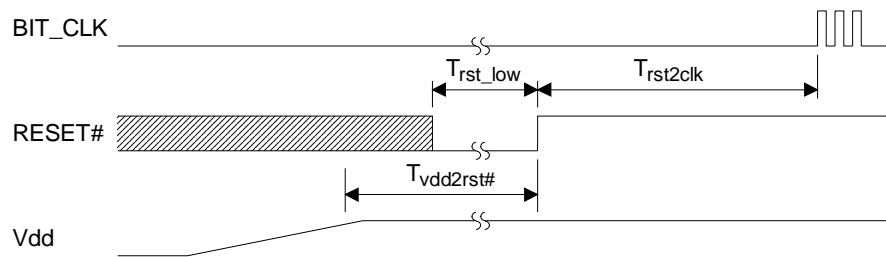 BIT_CLK
Trst_low
Trst2clk
RESET#
Tvdd2rst#
Vdd